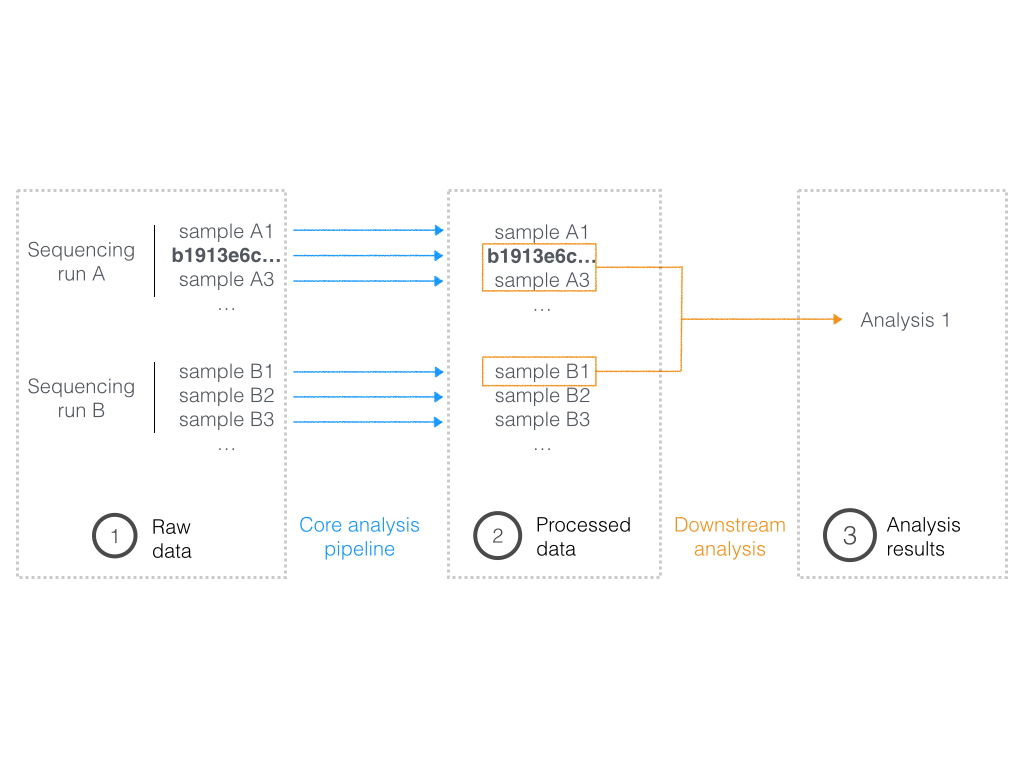 Sequencing
run A
sample A1
b1913e6c...
sample A3
...
Sequencing
run B
sample B1
sample B2
sample B3
...
1
Raw
data
Core analysis
pipeline
sample A1
b1913e6c...
sample A3
...
sample B1
sample B2
sample B3
...
2
Processed
data
Downstream
analysis
Analysis 1
3
Analysis
results